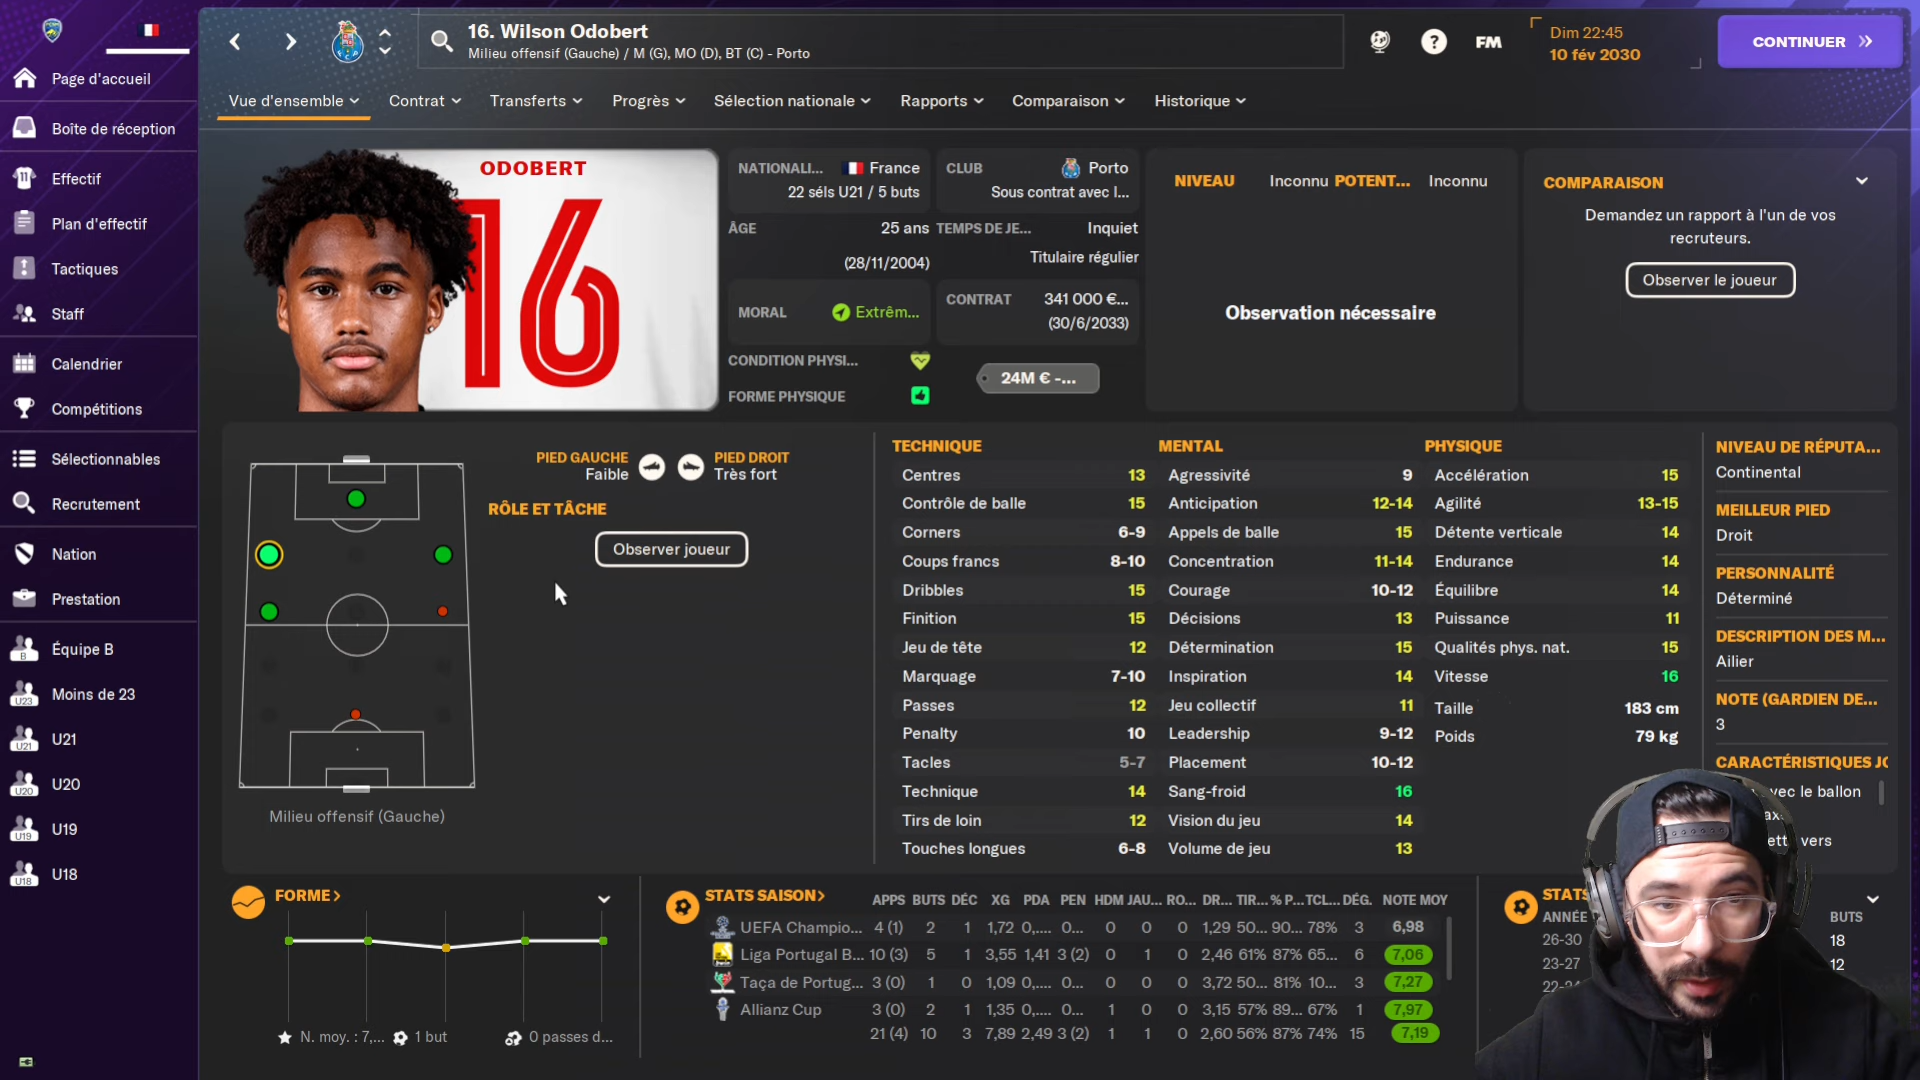 16. Wilson Odobert
Milieu offensif (Gauche) / M (G), MO (D), BT (C) - Porto
FM
Dim 22:45
10 fév 2030
CONTINUER
Page d'accueil
Boîte de réception
Effectif
Plan d'effectif
Tactiques
Staff
Calendrier
Compétitions
Sélectionnables
Recrutement
Nation
Prestation
Équipe B
Moins de 23
U21
U20
U19
U18
Vue d'ensemble
Contrat
Transferts
Progrès
Sélection nationale
Rapports
Comparaison
Historique
ODOBERT
16
NATIONALI... France
22 séls U21 / 5 buts
ÂGE 25 ans
(28/11/2004)
MORAL Extrêm...
CONDITION PHYSI...
FORME PHYSIQUE
CLUB Porto
Sous contrat avec l...
TEMPS DE JE... Inquiet
Titulaire régulier
CONTRAT 341 000 €...
(30/6/2033)
24M € -...
NIVEAU Inconnu POTENT... Inconnu
Observation nécessaire
COMPARAISON
Demandez un rapport à l'un de vos
recruteurs.
Observer le joueur
PIED GAUCHE
Faible
PIED DROIT
Très fort
RÔLE ET TÂCHE
Observer joueur
Milieu offensif (Gauche)
TECHNIQUE
Centres 13
Contrôle de balle 15
Corners 6-9
Coups francs 8-10
Dribbles 15
Finition 15
Jeu de tête 12
Marquage 7-10
Passes 12
Penalty 10
Tacles 5-7
Technique 14
Tirs de loin 12
Touches longues 6-8
MENTAL
Agressivité 9
Anticipation 12-14
Appels de balle 15
Concentration 11-14
Courage 10-12
Décisions 13
Détermination 15
Inspiration 14
Jeu collectif 11
Leadership 9-12
Placement 10-12
Sang-froid 16
Vision du jeu 14
Volume de jeu 13
PHYSIQUE
Accélération 15
Agilité 13-15
Détente verticale 14
Endurance 14
Équilibre 14
Puissance 11
Qualités phys. nat. 15
Vitesse 16
Taille 183 cm
Poids 79 kg
NIVEAU DE RÉPUTA...
Continental
MEILLEUR PIED
Droit
PERSONNALITÉ
Déterminé
DESCRIPTION DES M...
Ailier
NOTE (GARDIEN DE...
3
CARACTÉRISTIQUES
avec le ballon
vers
FORME
N. moy. : 7,... 1 but 0 passes d...
STATS SAISON APPS BUTS DÉC XG PDA PEN HDM JAU... RO... DR... TIR... % P... TCL... DÉG. NOTE MOY
UEFA Champio... 4 (1) 2 1 1,72 0,... 0... 0 0 0 1,29 50... 90... 78% 3 6,98
Liga Portugal B... 10 (3) 5 1 3,55 1,41 3 (2) 0 1 0 2,46 61% 87% 65... 6 7,06
Taça de Portug... 3 (0) 1 0 1,09 0,... 0... 0 0 0 3,72 50... 81% 10... 3 7,27
Allianz Cup 3 (0) 2 1 1,35 0,... 0... 1 0 0 3,15 57% 89... 67% 1 7,97
21 (4) 10 3 7,89 2,49 3 (2) 1 1 0 2,60 56% 87% 74% 15 7,19
STATS
ANNÉE BUTS
26-30 18
23-27 12